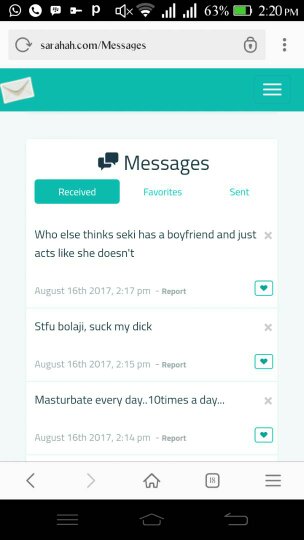 63% 2:20 PM
sarahah.com/Messages
Messages
Received Favorites Sent
Who else thinks seki has a boyfriend and just
acts like she doesn't
August 16th 2017, 2:17 pm - Report
Stfu bolaji, suck my dick
August 16th 2017, 2:15 pm - Report
Masturbate every day..10times a day...
August 16th 2017, 2:14 pm - Report
18